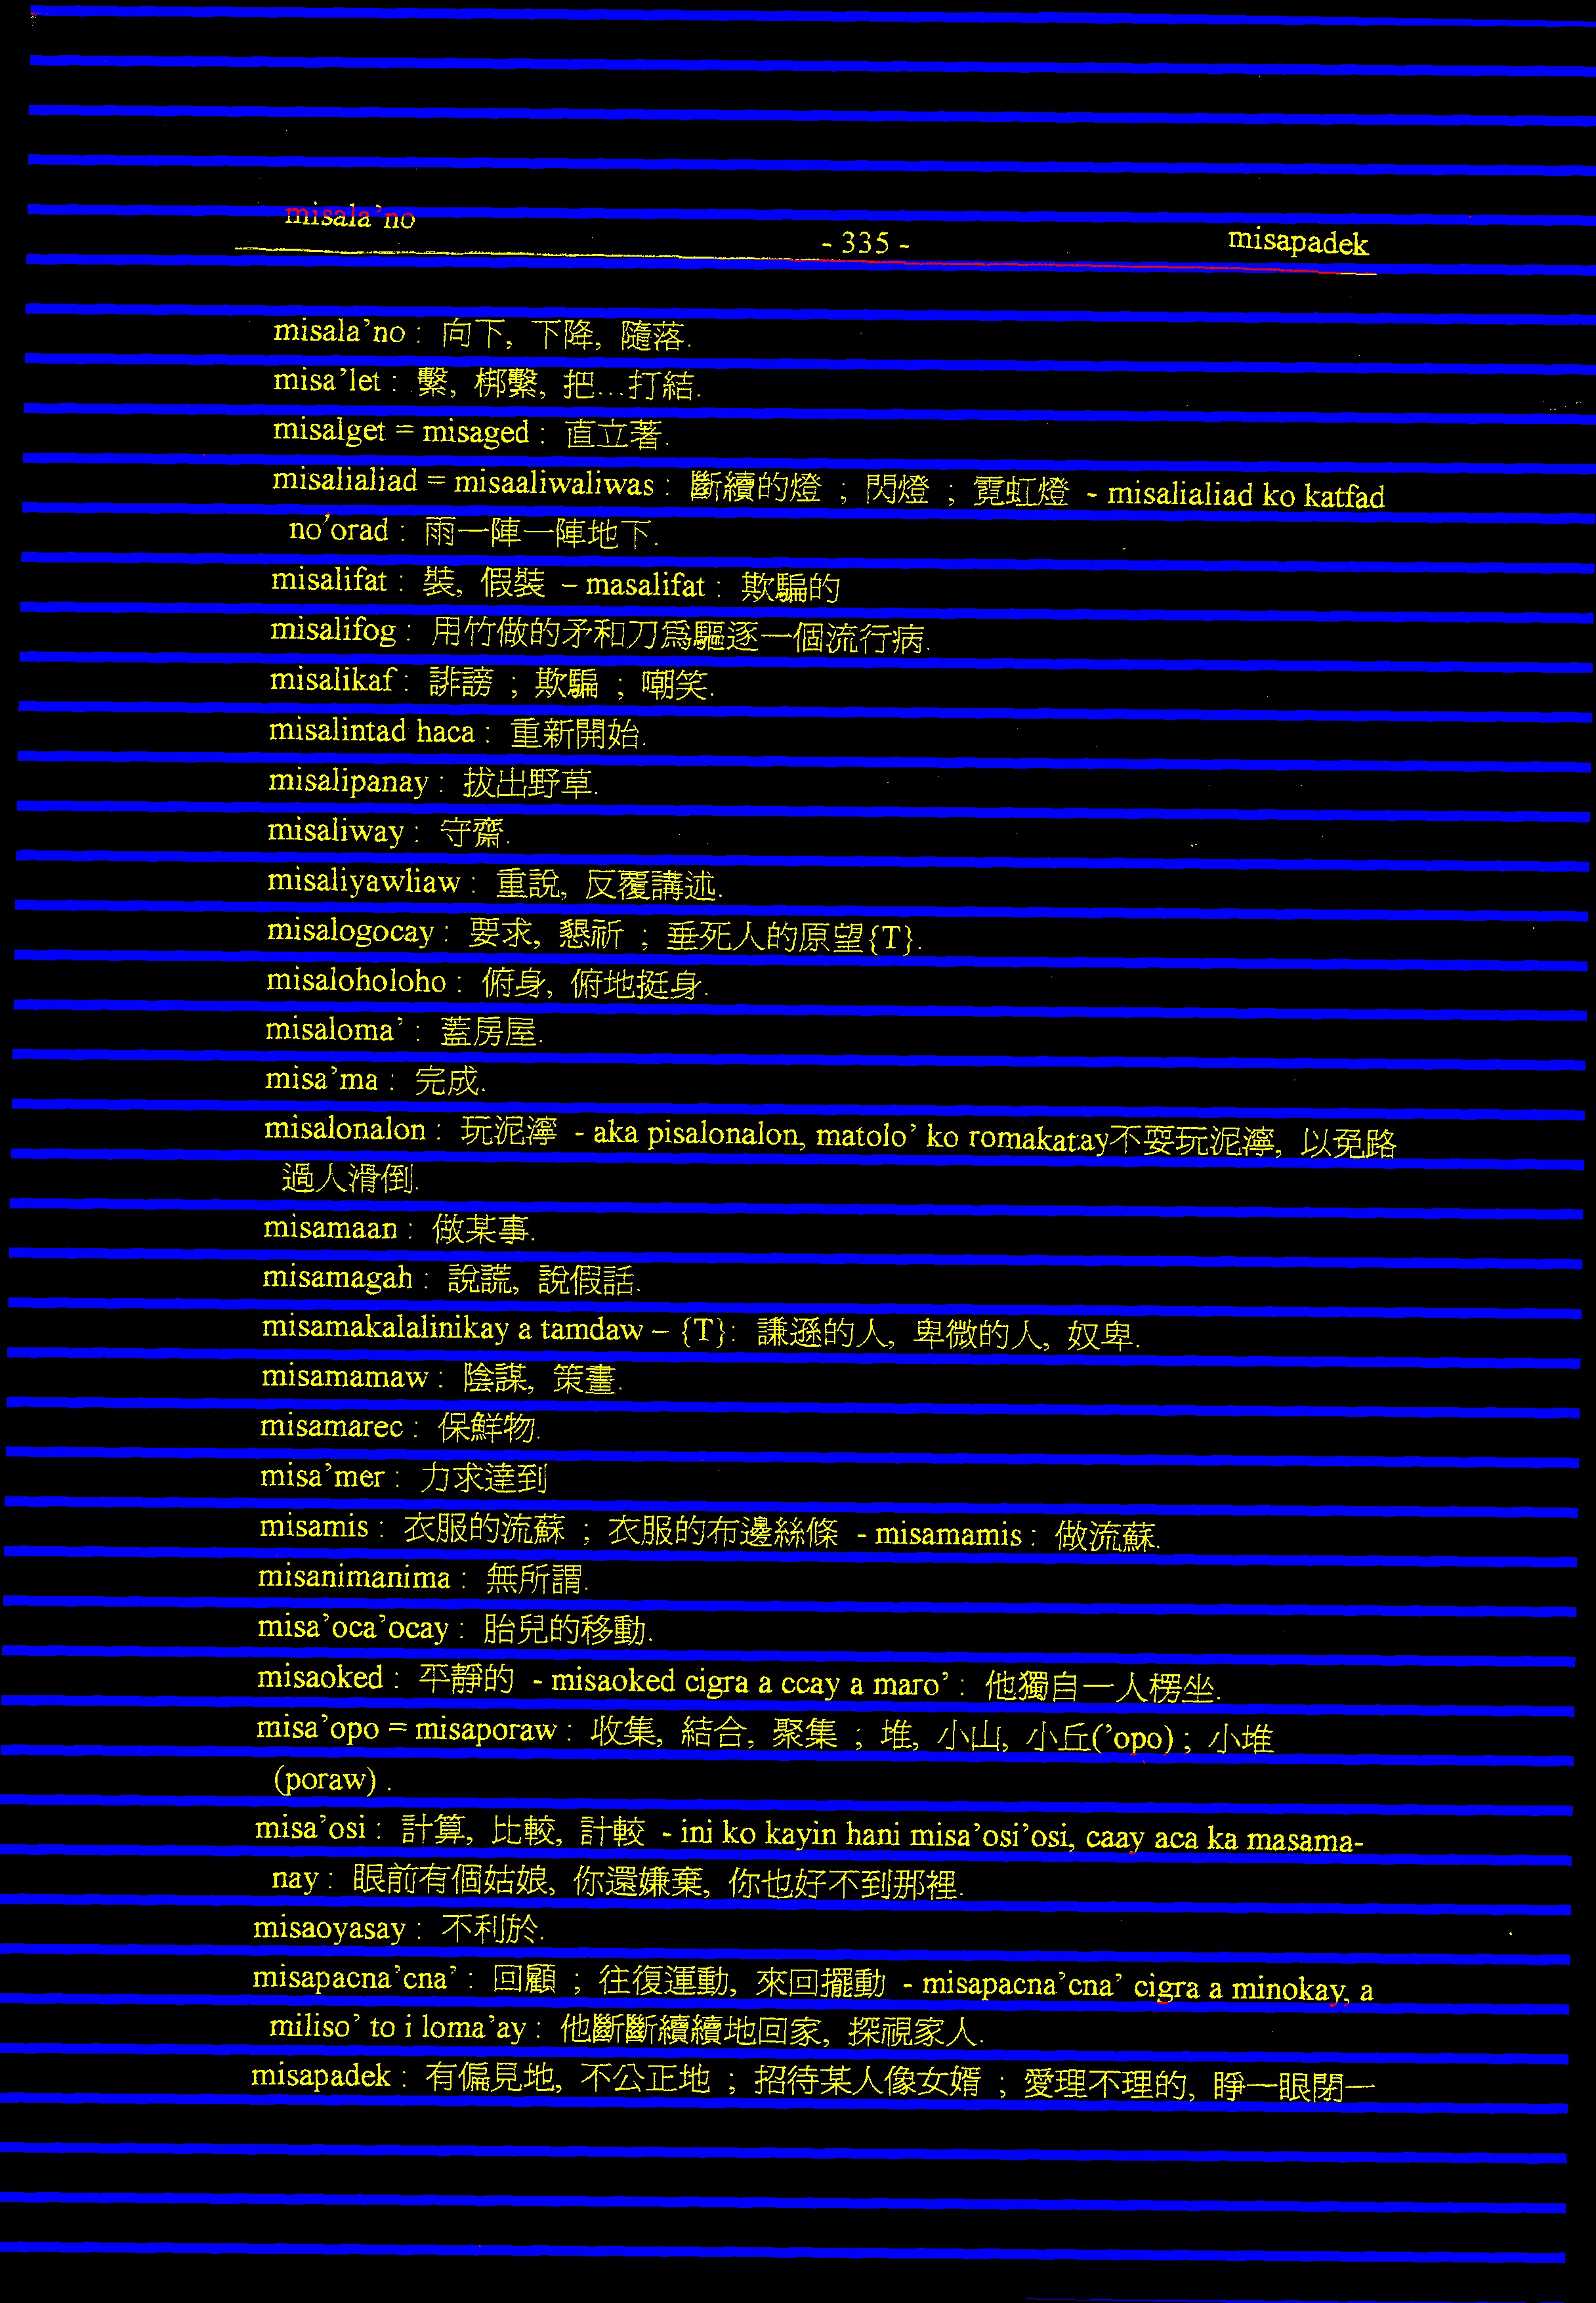 misala’no
- 335 -
misapadek
misala’no : 向下, 下降, 隨落.
misa’let : 繫, 梆繫, 把...打結.
misalget = misaged : 直立著.
misalialiad = misaaliwaliwas : 斷續的燈 ; 閃燈 ; 霓虹燈 - misalialiad ko katfad
no’orad : 雨一陣一陣地下.
misalifat : 裝, 假裝 – masalifat : 欺騙的
misalifog : 用竹做的矛和刀為驅逐一個流行病.
misalikaf : 誹謗 ; 欺騙 ; 嘲笑.
misalintad haca : 重新開始.
misalipanay : 拔出野草.
misaliway : 守齋.
misaliyawliaw : 重說, 反覆講述.
misalogocay : 要求, 懇祈 ; 垂死人的原望{T}.
misaloholoho : 俯身, 俯地挺身.
misaloma’ : 蓋房屋.
misa’ma : 完成.
misalonalon : 玩泥濘 - aka pisalonalon, matolo’ ko romakatay不耍玩泥濘, 以免路
過人滑倒.
misamaan : 做某事.
misamagah : 說謊, 說假話.
misamakalalinikay a tamdaw – {T}: 謙遜的人, 卑微的人, 奴卑.
misamamaw : 陰謀, 策畫.
misamarec : 保鮮物.
misa’mer : 力求達到
misamis : 衣服的流蘇 ; 衣服的布邊絲條 - misamamis : 做流蘇.
misanimanima : 無所謂.
misa’oca’ocay : 胎兒的移動.
misaoked : 平靜的 - misaoked cigra a ccay a maro’ : 他獨自一人楞坐.
misa’opo = misaporaw : 收集, 結合, 聚集 ; 堆, 小山, 小丘(’opo) ; 小堆
(poraw) .
misa’osi : 計算, 比較, 計較 - ini ko kayin hani misa’osi’osi, caay aca ka masama-
nay : 眼前有個姑娘, 你還嫌棄, 你也好不到那裡.
misaoyasay : 不利於.
misapacna’cna’ : 回顧 ; 往復運動, 來回擺動 - misapacna’cna’ cigra a minokay, a
miliso’ to i loma’ay : 他斷斷續續地回家, 探視家人.
misapadek : 有偏見地, 不公正地 ; 招待某人像女婿 ; 愛理不理的, 睜一眼閉一